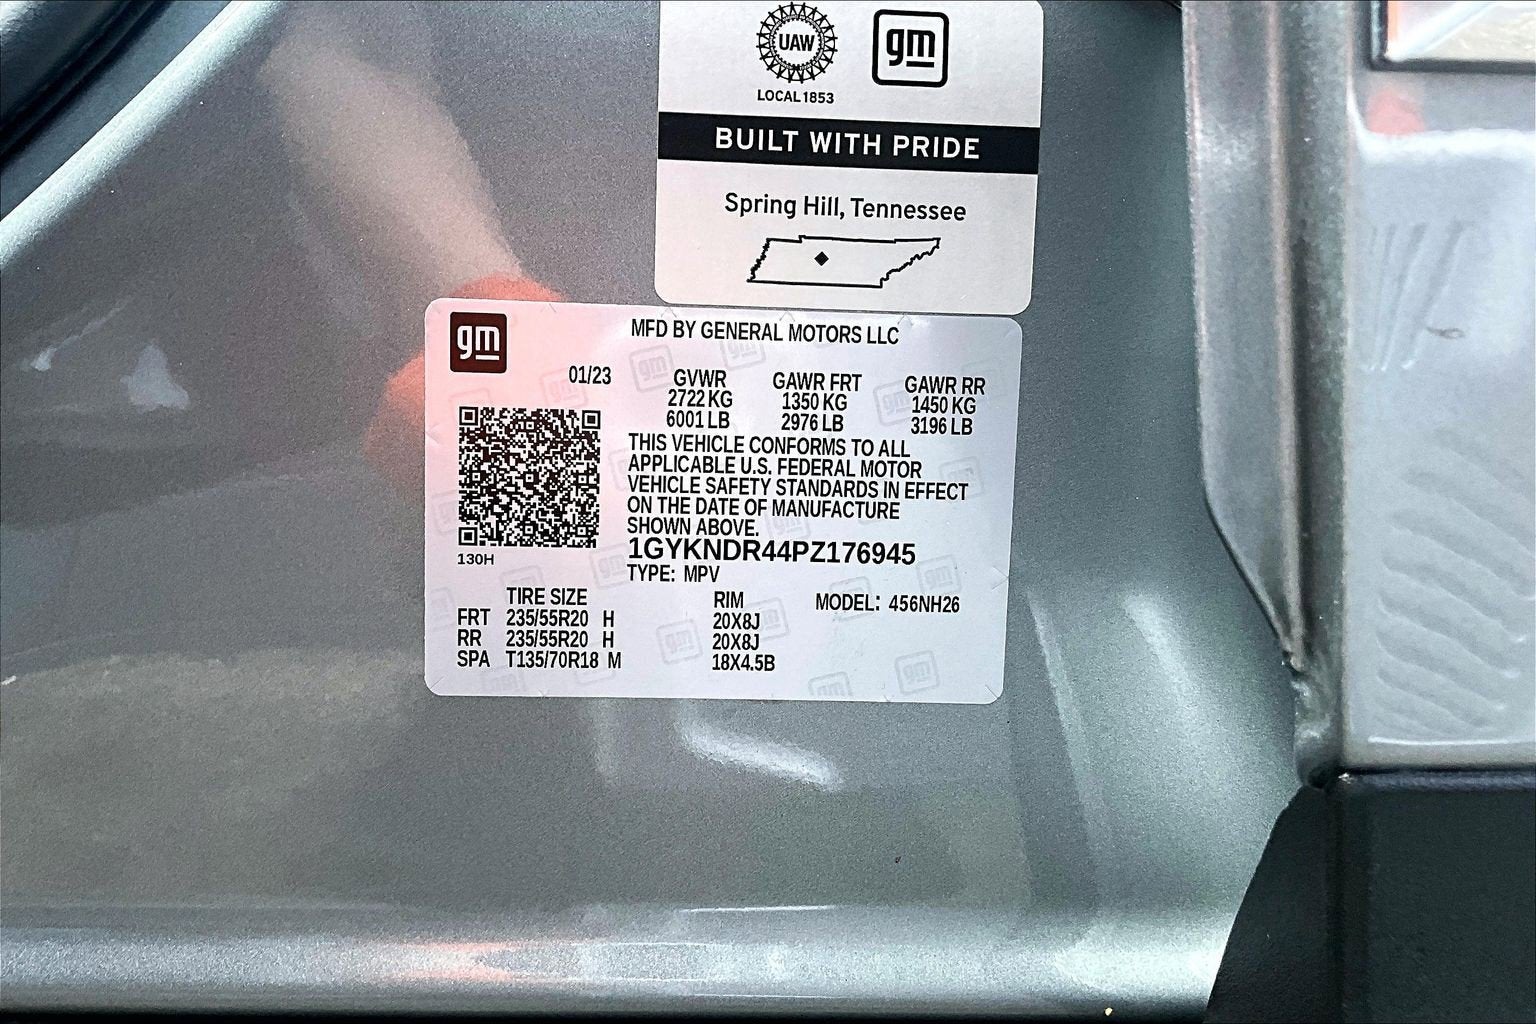 UAW
gm
LOCAL 1853
BUILT WITH PRIDE
Spring Hill, Tennessee
gm
MFD BY GENERAL MOTORS LLC
01/23
GVWR GAWR FRT GAWR RR
2722 KG 1350 KG 1450 KG
6001 LB 2976 LB 3196 LB
THIS VEHICLE CONFORMS TO ALL
APPLICABLE U.S. FEDERAL MOTOR
VEHICLE SAFETY STANDARDS IN EFFECT
ON THE DATE OF MANUFACTURE
SHOWN ABOVE.
1GYKNDR44PZ176945
130H
TYPE: MPV
TIRE SIZE RIM MODEL: 456NH26
FRT 235/55R20 H 20X8J
RR 235/55R20 H 20X8J
SPA T135/70R18 M 18X4.5B